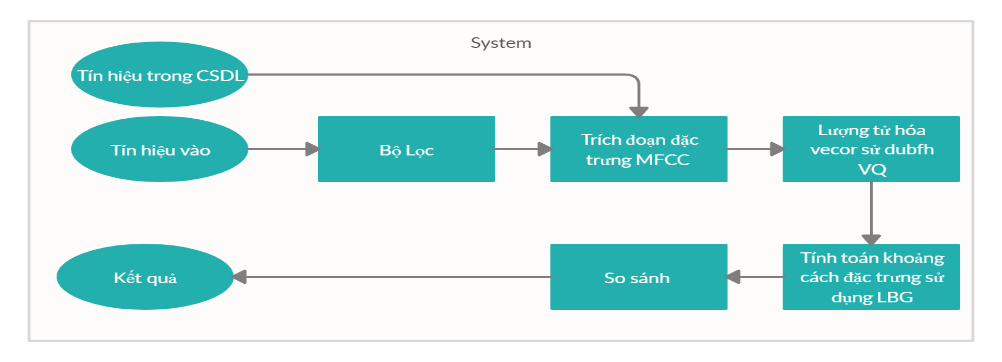 System
Tín hiệu trong CSDL
Tín hiệu vào
Bộ Lọc
Trích đoạn đặc
trưng MFCC
Lượng tử hóa
vecor sử dubfh
VQ
Tính toán khoảng
cách đặc trưng sử
dụng LBG
So sánh
Kết quả